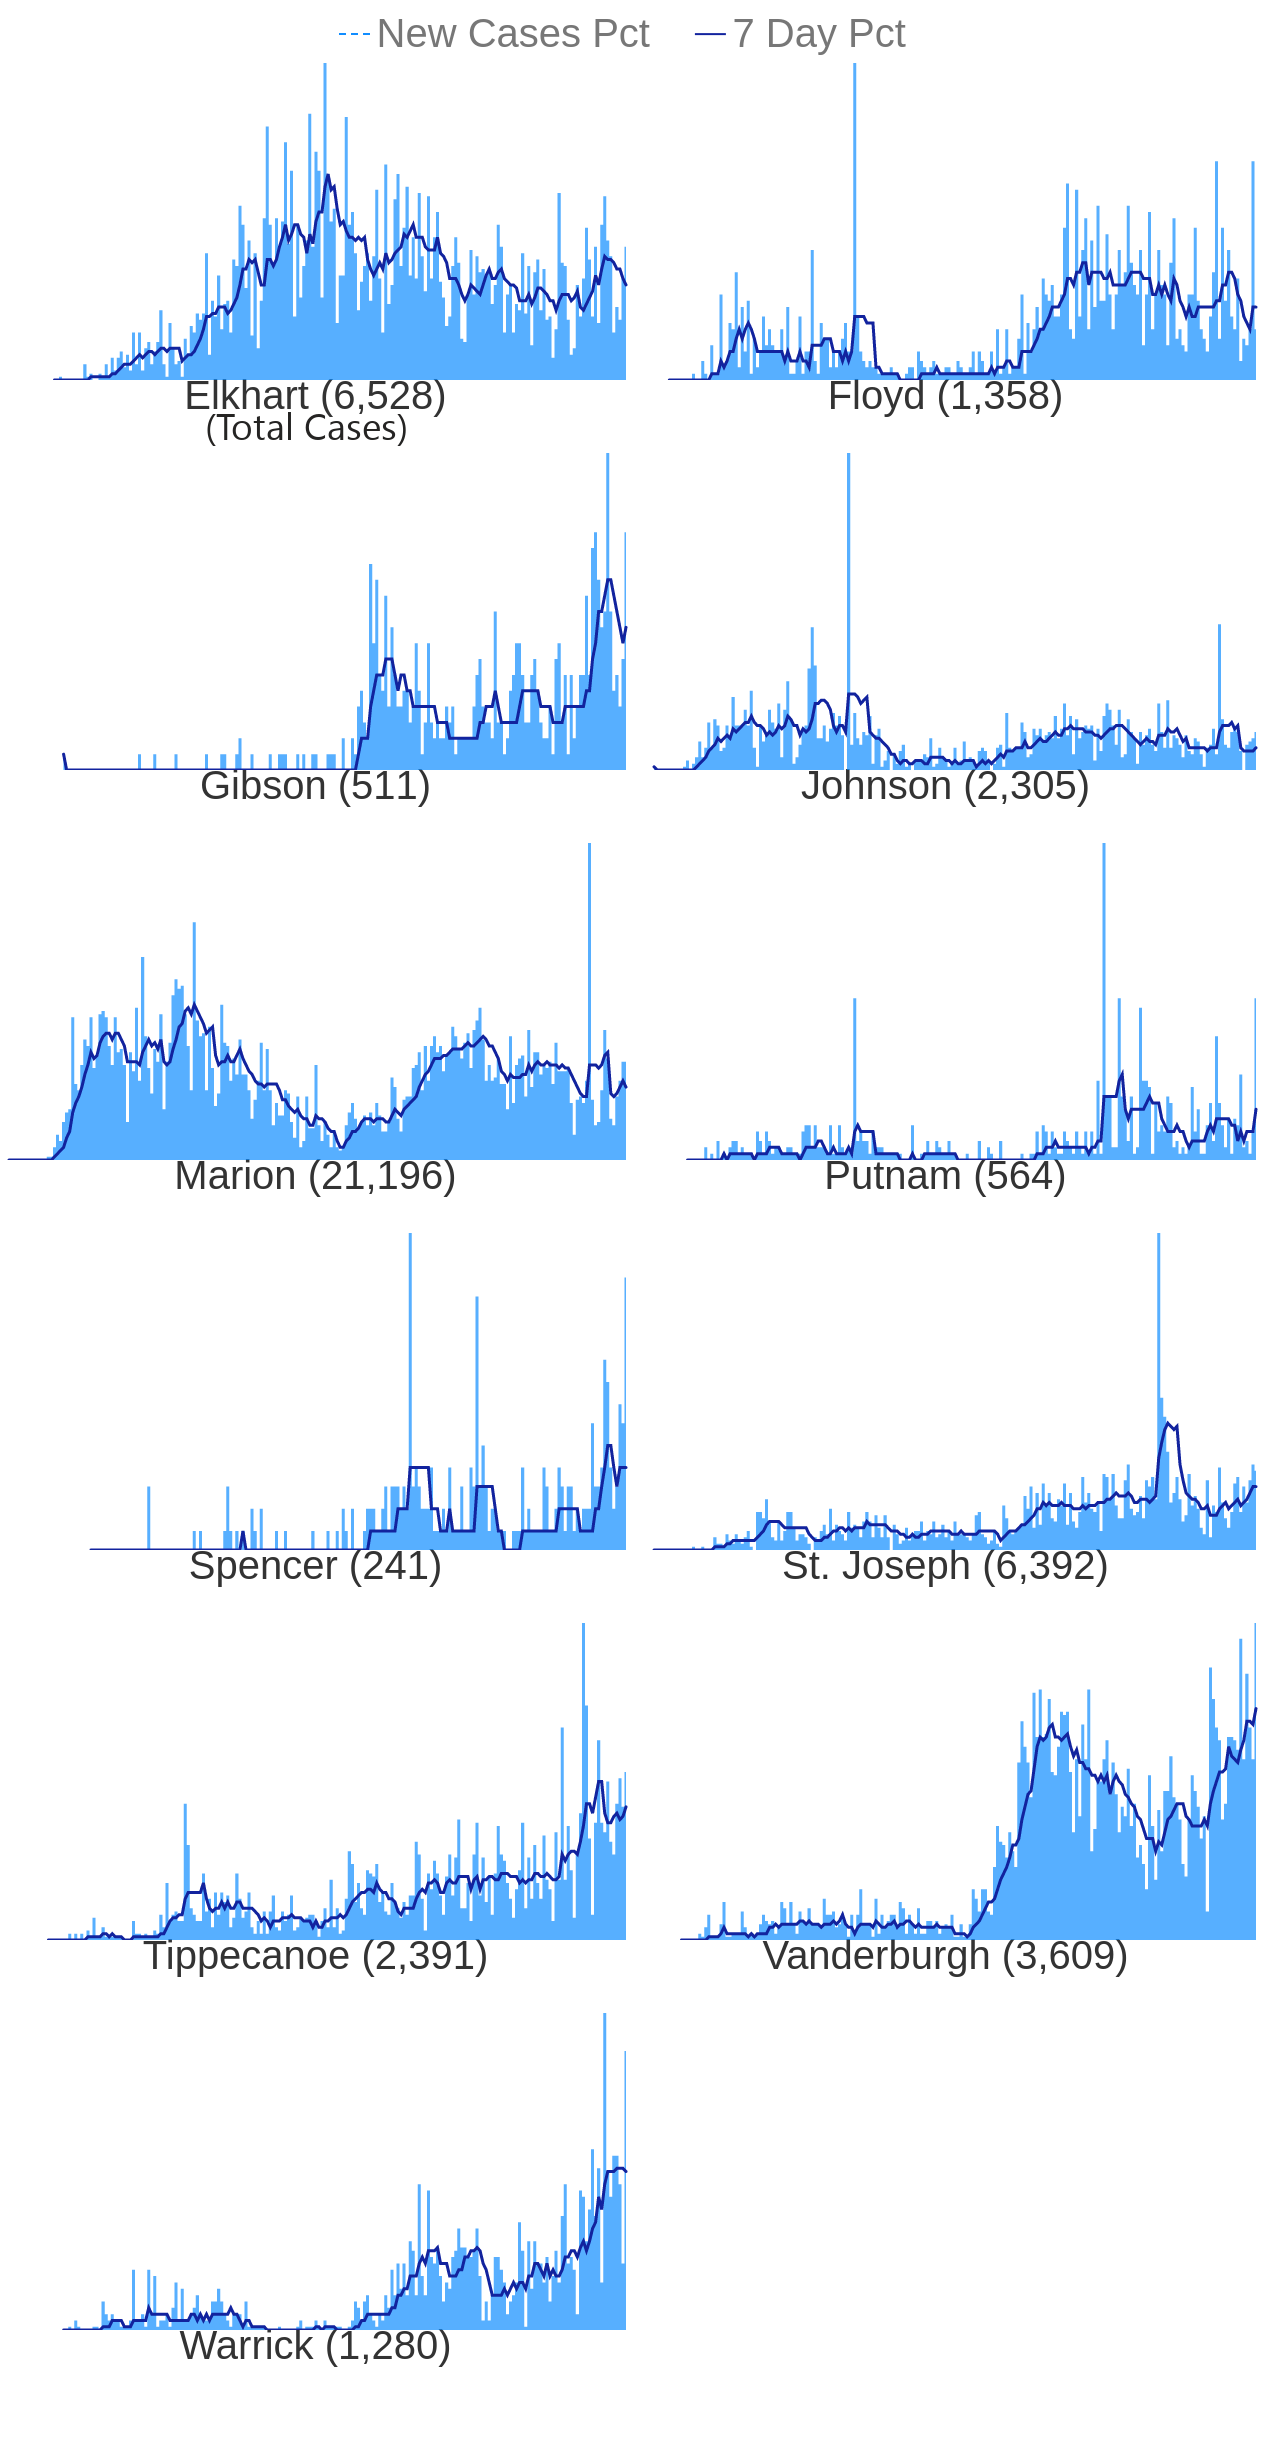 New Cases Pct 7 Day Pct
Elkhart (6,528) Floyd (1,358)
(Total Cases)
Gibson (511) Johnson (2,305)
Marion (21,196) Putnam (564)
Spencer (241) St. Joseph (6,392)
Tippecanoe (2,391) Vanderburgh (3,609)
Warrick (1,280)